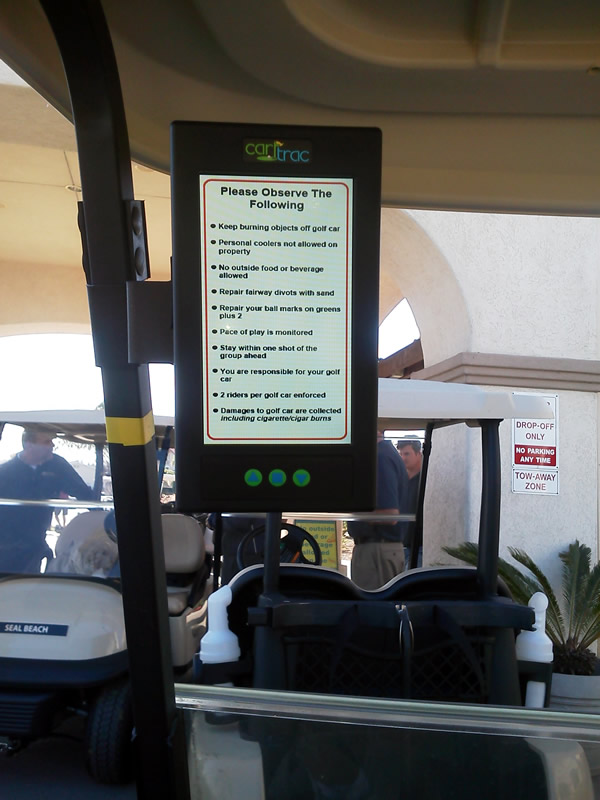 cartrac
Please Observe The
Following
• Keep burning objects off golf car
• Personal coolers not allowed on
property
• No outside food or beverage
allowed
• Repair fairway divots with sand
• Repair your ball marks on greens
plus 2
• Pace of play is monitored
• Stay within one shot of the
group ahead
• You are responsible for your golf
car
• 2 riders per golf car enforced
• Damages to golf car are collected
including cigarette/cigar burns
DROP-OFF
ONLY
NO PARKING
ANY TIME
TOW-AWAY
ZONE
No outside
SEAL BEACH